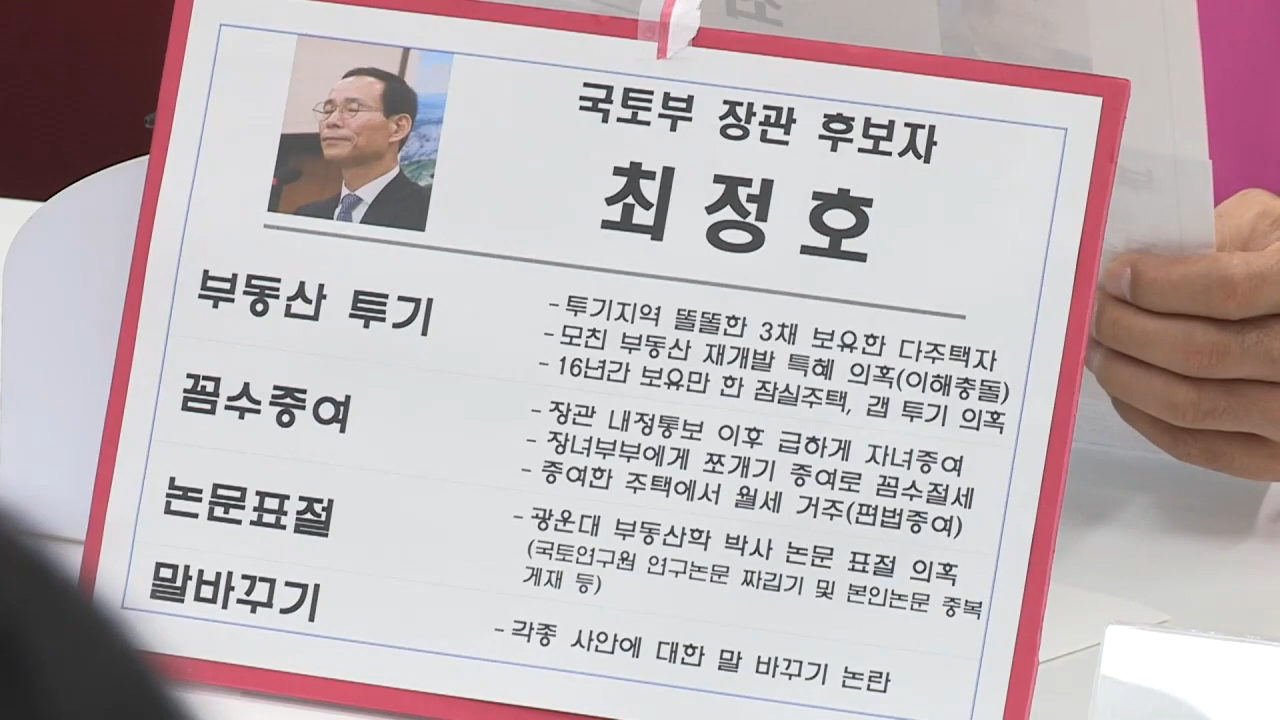 국토부 장관 후보자
최정호
부동산 투기
- 투기지역 똘똘한 3채 보유한 다주택자
- 모친 부동산 재개발 특혜 의혹(이해충돌)
- 16년간 보유만 한 잠실주택, 갭 투기 의혹
꼼수증여
- 장관 내정통보 이후 급하게 자녀증여
- 장녀부부에게 쪼개기 증여로 꼼수절세
- 증여한 주택에서 월세 거주(편법증여)
논문표절
- 광운대 부동산학 박사 논문 표절 의혹
(국토연구원 연구논문 짜깁기 및 본인논문 중복
게재 등)
말바꾸기
- 각종 사안에 대한 말 바꾸기 논란